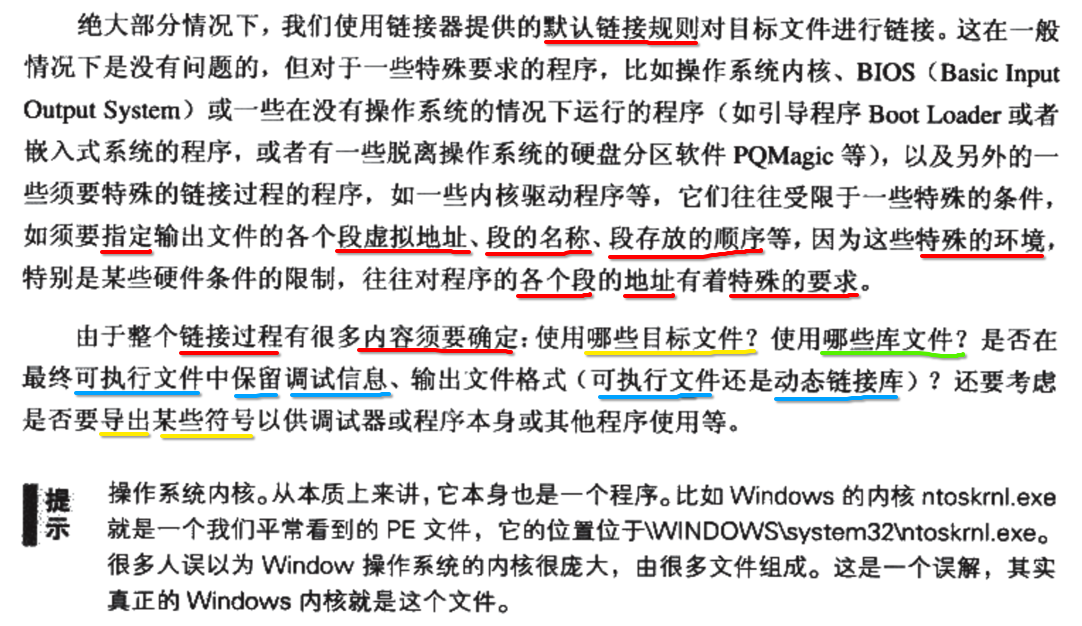 绝大部分情况下，我们使用链接器提供的默认链接规则对目标文件进行链接。这在一般
情况下是没有问题的，但对于一些特殊要求的程序，比如操作系统内核、BIOS（Basic Input
Output System）或一些在没有操作系统的情况下运行的程序（如引导程序 Boot Loader 或者
嵌入式系统的程序，或者有一些脱离操作系统的硬盘分区软件 PQMagic 等），以及另外的一
些须要特殊的链接过程的程序，如一些内核驱动程序等，它们往往受限于一些特殊的条件，
如须要指定输出文件的各个段虚拟地址、段的名称、段存放的顺序等，因为这些特殊的环境，
特别是某些硬件条件的限制，往往对程序的各个段的地址有着特殊的要求。
由于整个链接过程有很多内容须要确定：使用哪些目标文件？使用哪些库文件？是否在
最终可执行文件中保留调试信息、输出文件格式（可执行文件还是动态链接库）？还要考虑
是否要导出某些符号以供调试器或程序本身或其他程序使用等。
提示
操作系统内核。从本质上来讲，它本身也是一个程序。比如 Windows 的内核 ntoskrnl.exe
就是一个我们平常看到的 PE 文件，它的位置位于\WINDOWS\system32\ntoskrnl.exe。
很多人误以为 Window 操作系统的内核很庞大，由很多文件组成。这是一个误解，其实
真正的 Windows 内核就是这个文件。